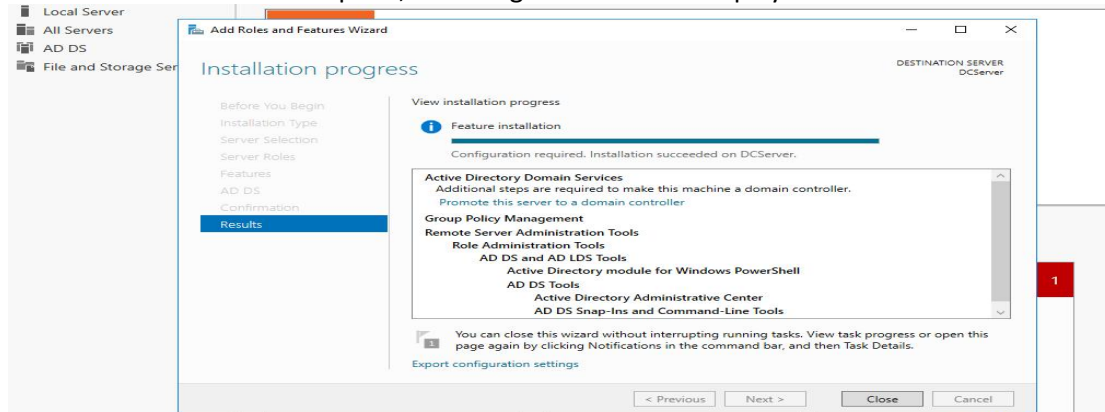 Local Server
All Servers
AD DS
File and Storage Ser
Add Roles and Features Wizard
Installation progress
DESTINATION SERVER
DCServer
Before You Begin
Installation Type
Server Selection
Server Roles
Features
AD DS
Confirmation
Results
View installation progress
Feature installation
Configuration required. Installation succeeded on DCServer.
Active Directory Domain Services
Additional steps are required to make this machine a domain controller.
Promote this server to a domain controller
Group Policy Management
Remote Server Administration Tools
Role Administration Tools
AD DS and AD LDS Tools
Active Directory module for Windows PowerShell
AD DS Tools
Active Directory Administrative Center
AD DS Snap-Ins and Command-Line Tools
1
You can close this wizard without interrupting running tasks. View task progress or open this
page again by clicking Notifications in the command bar, and then Task Details.
Export configuration settings
< Previous
Next >
Close
Cancel
1